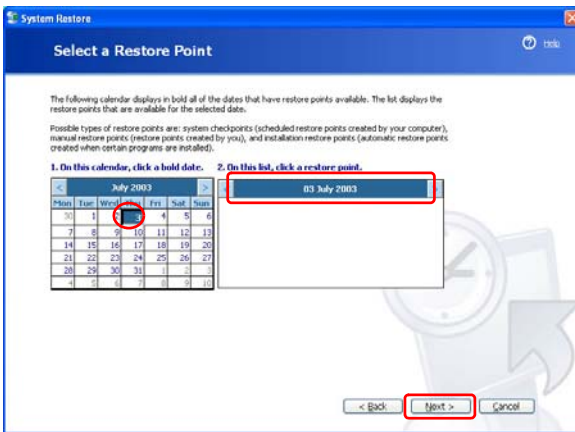 System Restore
Select a Restore Point
Help
The following calendar displays in bold all of the dates that have restore points available. The list displays the
restore points that are available for the selected date.
Possible types of restore points are: system checkpoints (scheduled restore points created by your computer),
manual restore points (restore points created by you), and installation restore points (automatic restore points
created when certain programs are installed).
1. On this calendar, click a bold date. 2. On this list, click a restore point.
< July 2003 > < 03 July 2003 >
Mon Tue Wed Thu Fri Sat Sun
30 1 2 3 4 5 6
7 8 9 10 11 12 13
14 15 16 17 18 19 20
21 22 23 24 25 26 27
28 29 30 31 1 2 3
4 5 6 7 8 9 10
< Back Next > Cancel